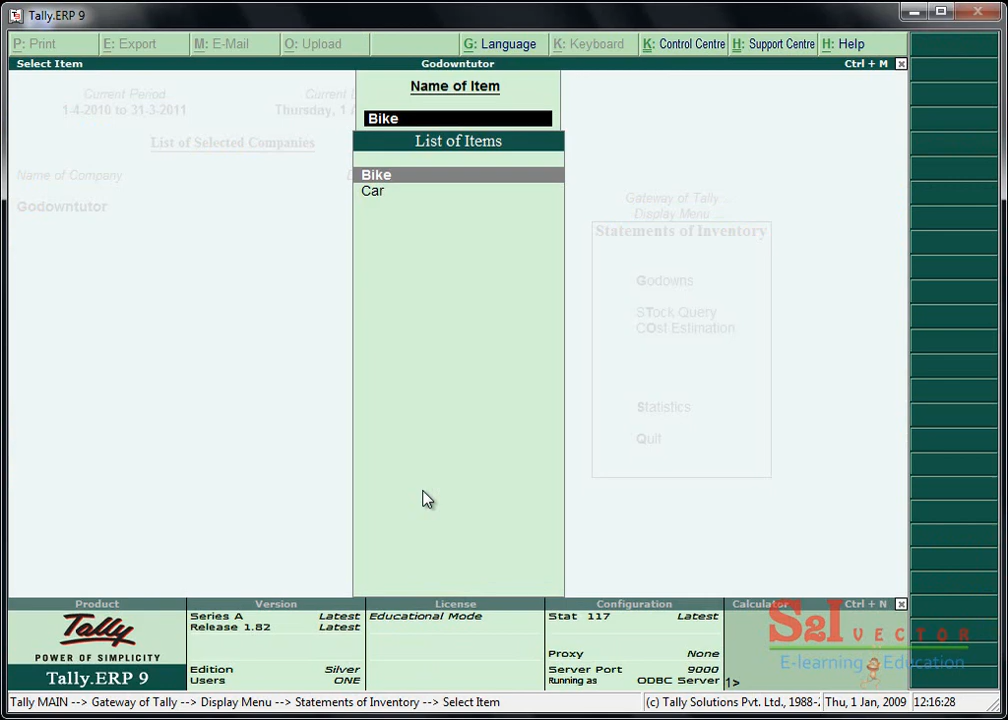 Tally.ERP 9
P: Print
E: Export
M: E-Mail
O: Upload
G: Language
K: Keyboard
K: Control Centre
H: Support Centre
H: Help
Select Item
Godowntutor
Ctrl + M
Current Period
1-4-2010 to 31-3-2011
Thursday, 1
List of Selected Companies
Name of Company
Godowntutor
Name of Item
Bike
List of Items
Bike
Car
Gateway of Tally ...
Display Menu ...
Statements of Inventory
Godowns
STock Query
COst Estimation
Statistics
Quit
Product
Version
License
Configuration
Calculator
Ctrl + N
Tally
POWER OF SIMPLICITY
Tally.ERP 9
Series A Latest
Release 1.82 Latest
Edition Silver
Users ONE
Educational Mode
Stat 117 Latest
Proxy None
Server Port 9000
Running as ODBC Server
1>
S2I VECTOR
E-learning Education
Tally MAIN --> Gateway of Tally --> Display Menu --> Statements of Inventory --> Select Item
(c) Tally Solutions Pvt. Ltd., 1988-
Thu, 1 Jan, 2009
12:16:28